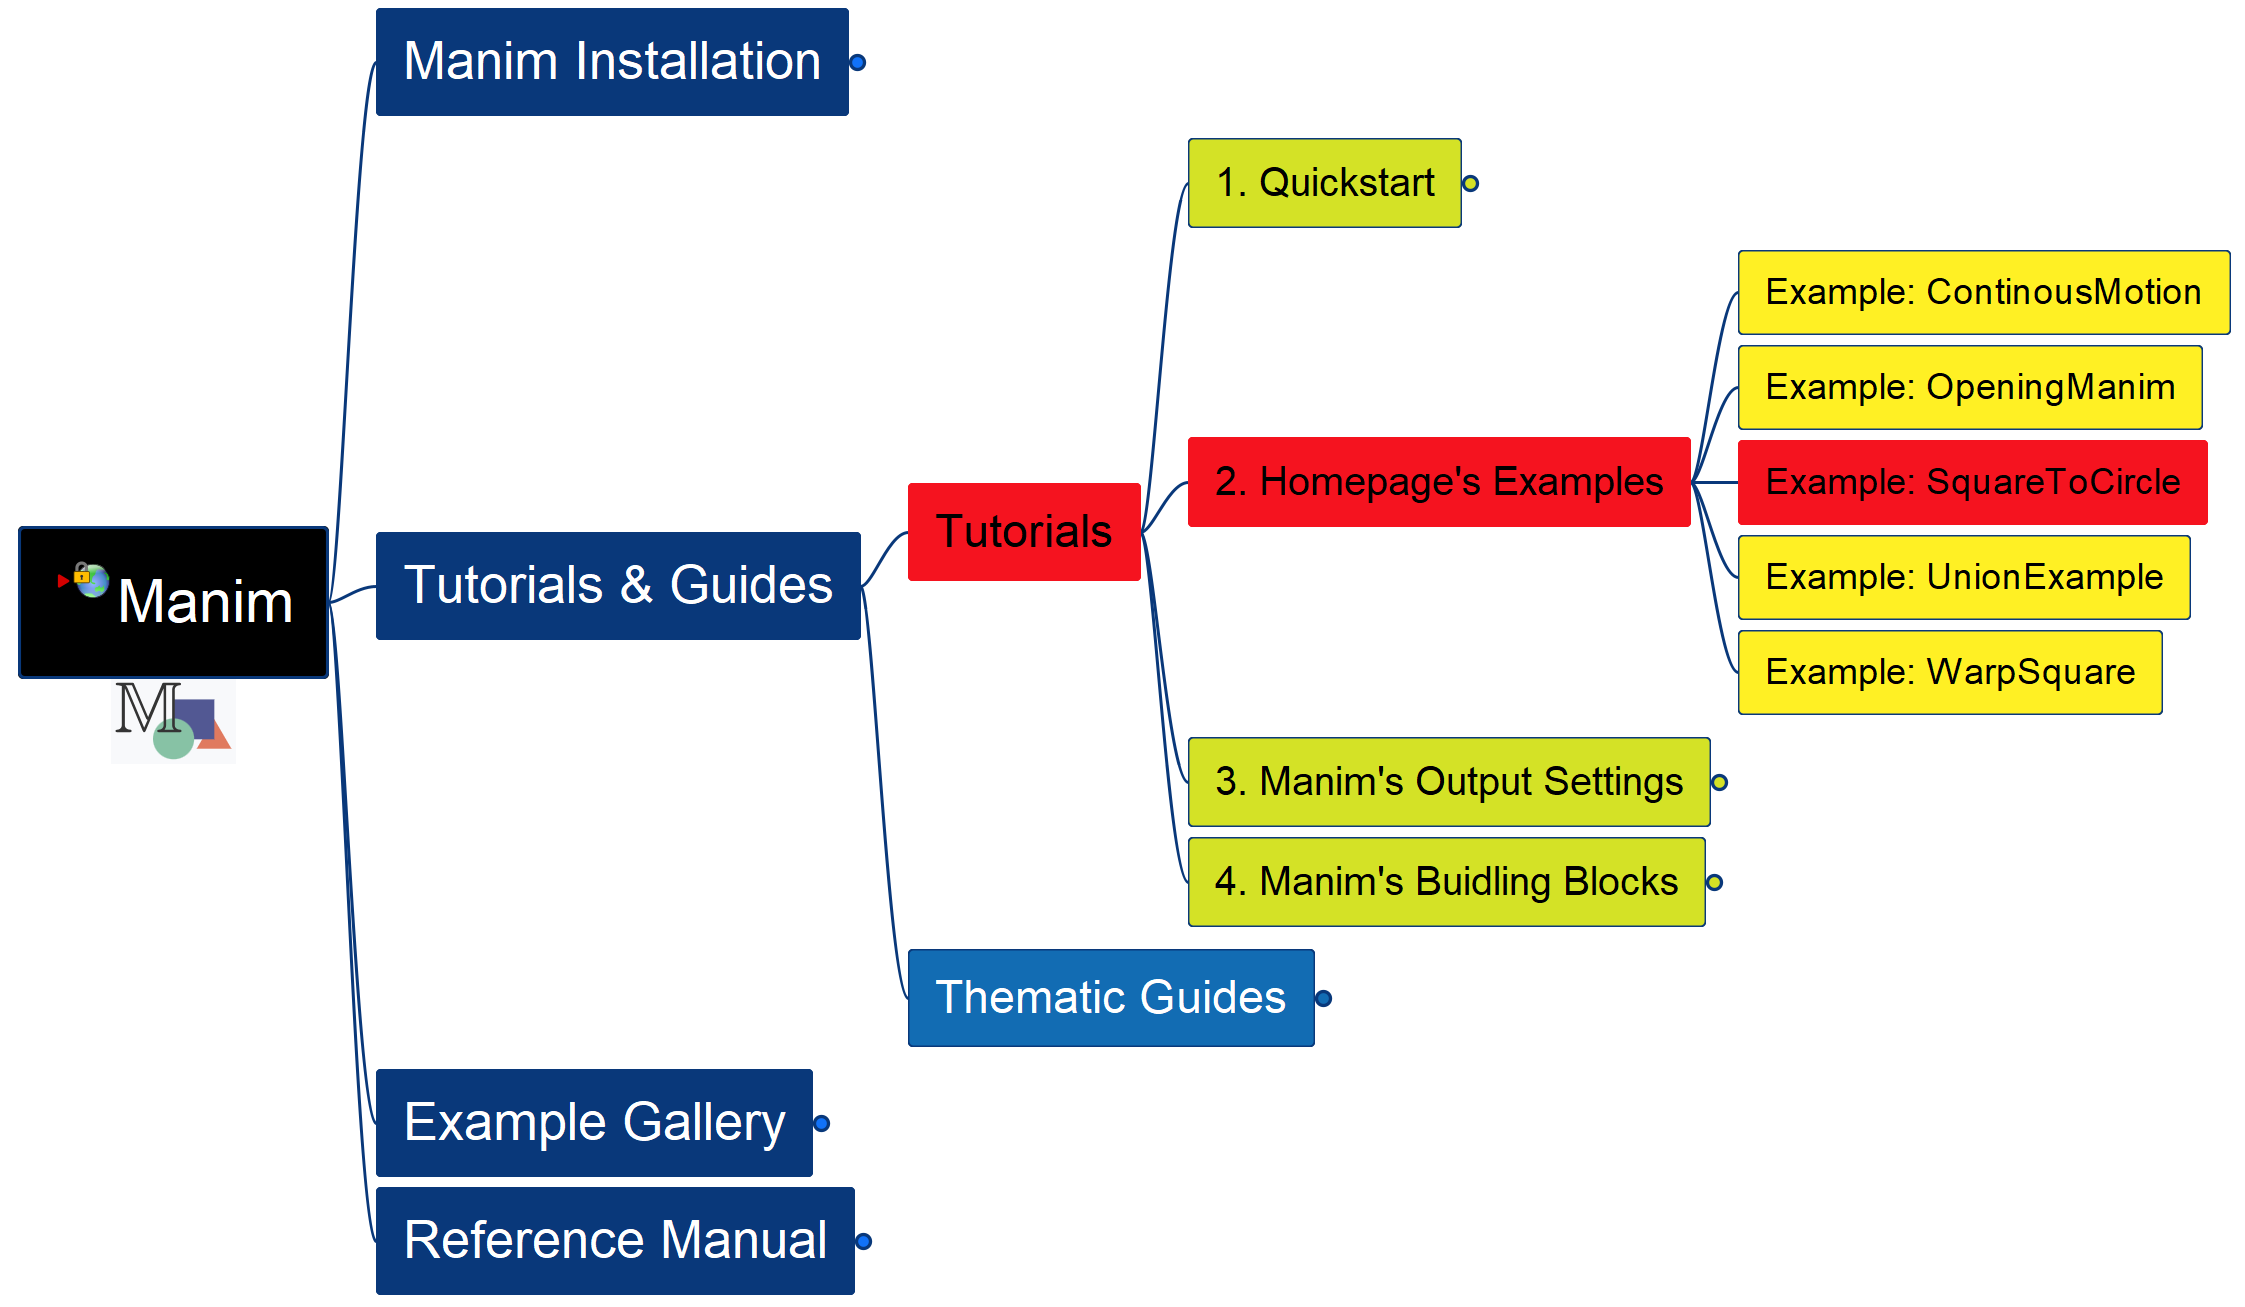 Manim
M
Manim Installation
Tutorials & Guides
Tutorials
1. Quickstart
2. Homepage's Examples
Example: ContinousMotion
Example: OpeningManim
Example: SquareToCircle
Example: UnionExample
Example: WarpSquare
3. Manim's Output Settings
4. Manim's Buidling Blocks
Thematic Guides
Example Gallery
Reference Manual